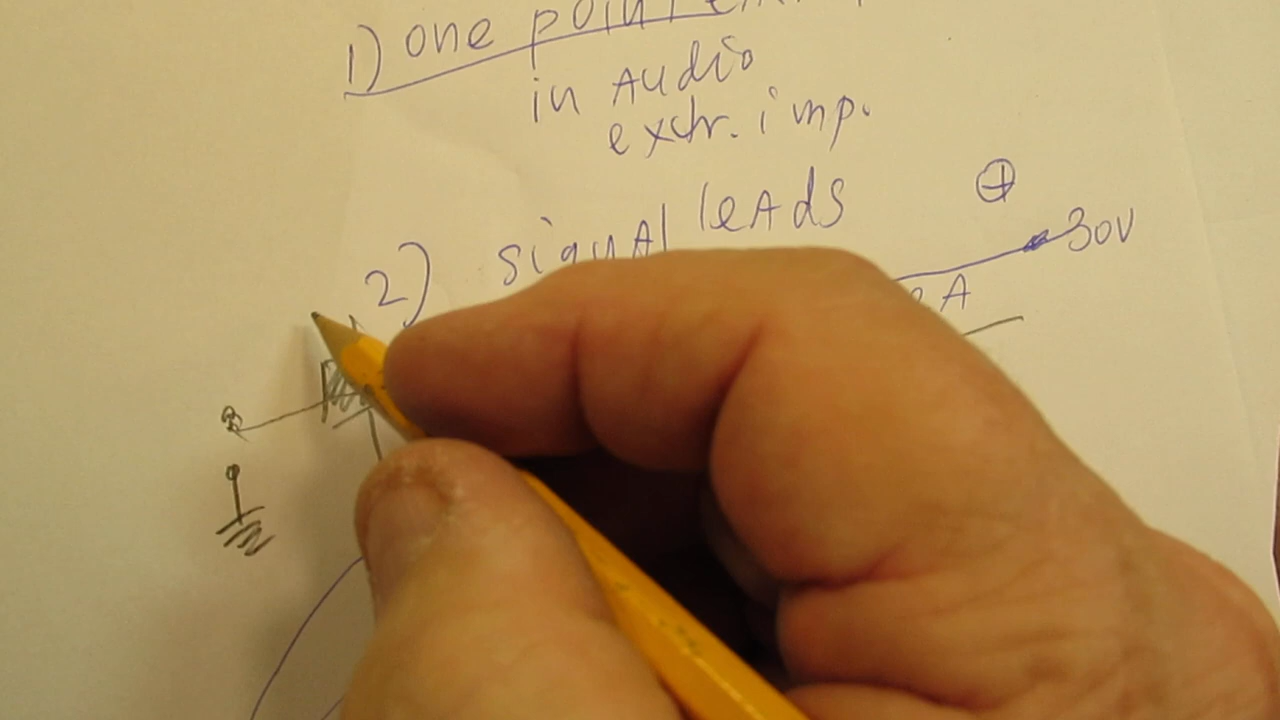 1) one point
in Audio
extr. imp.
2) signal leads
30V
A